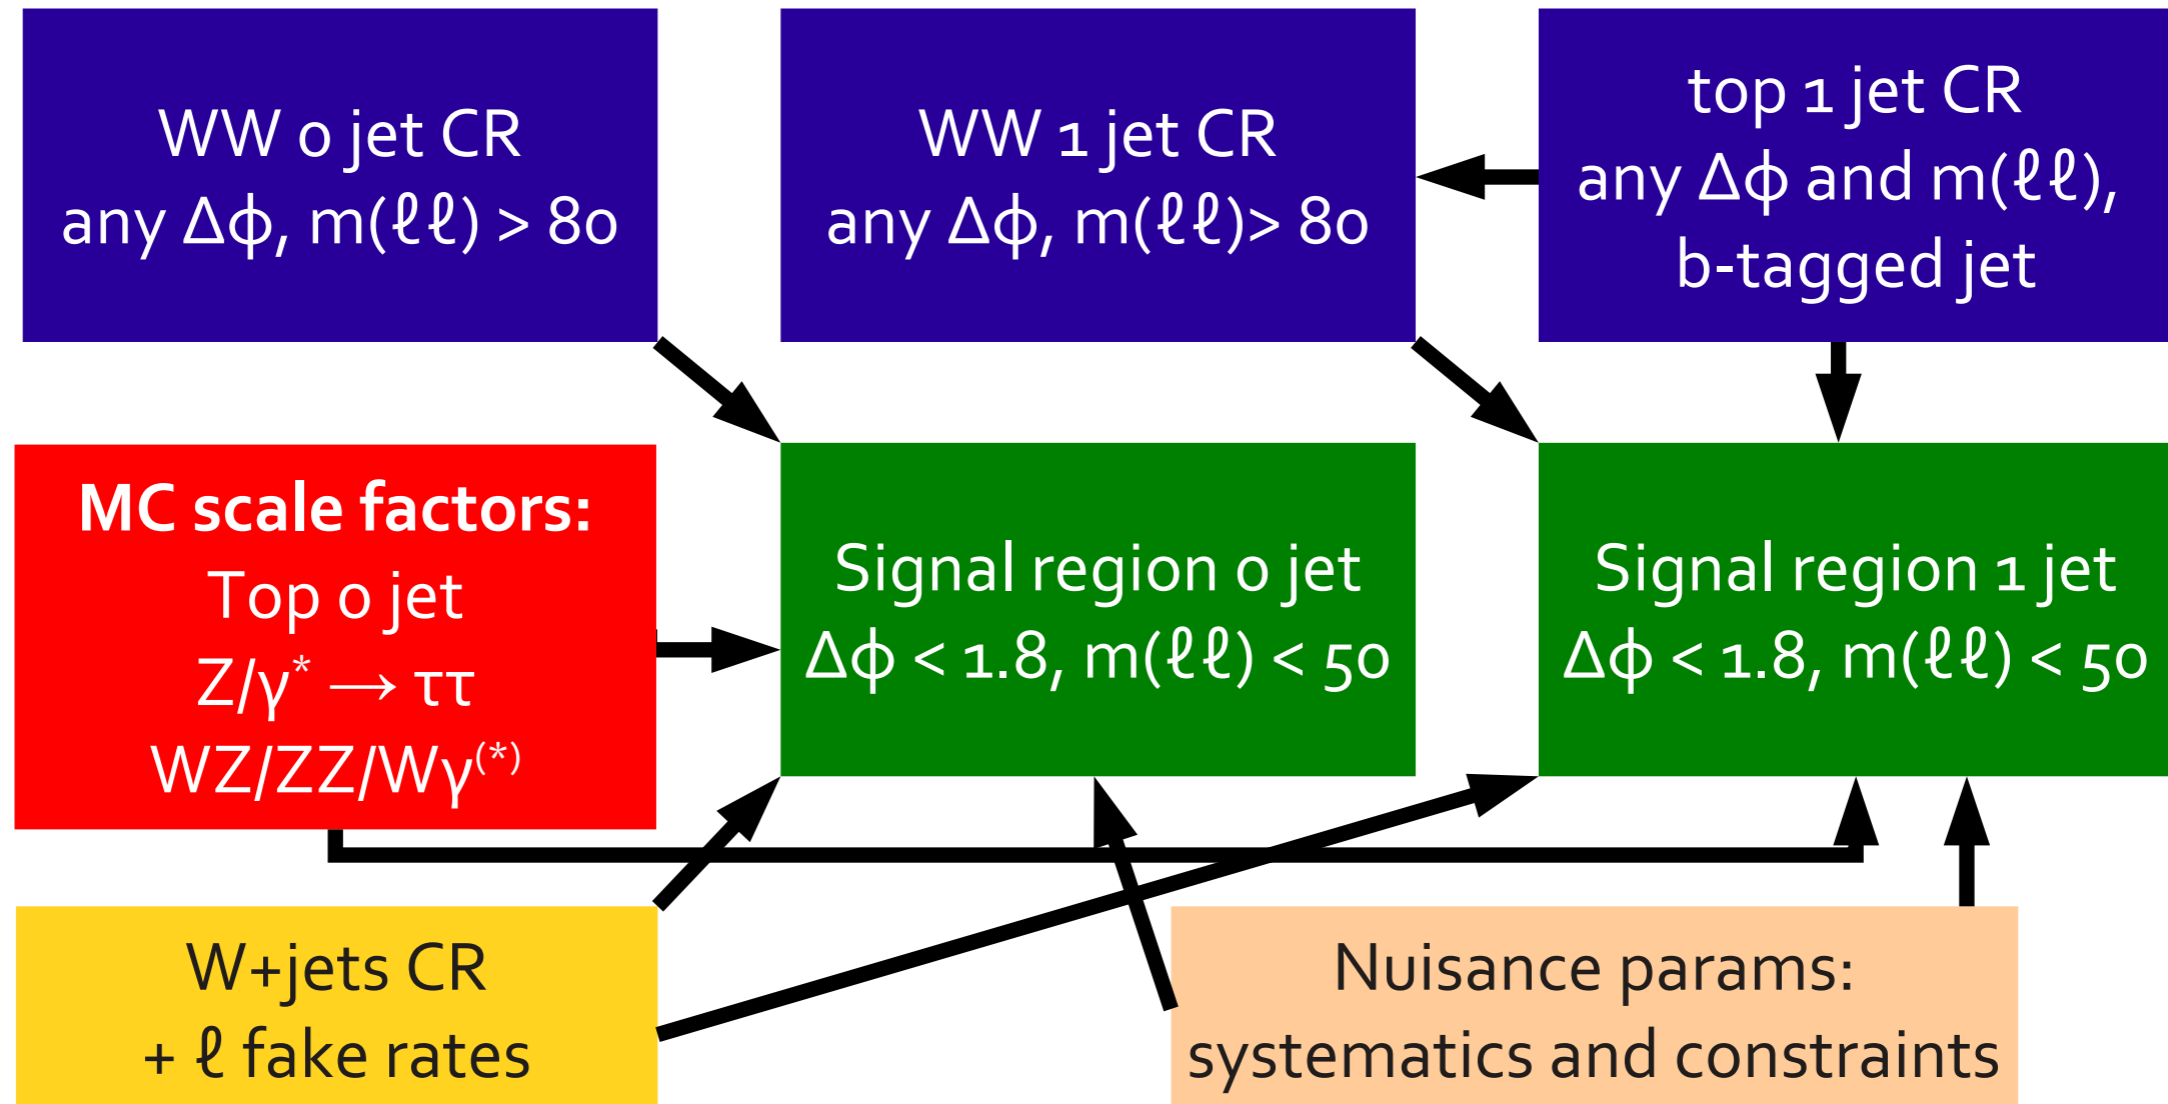 WW 0 jet CR
any Δϕ, m(ℓℓ) > 80
WW 1 jet CR
any Δϕ, m(ℓℓ)> 80
top 1 jet CR
any Δϕ and m(ℓℓ),
b-tagged jet
MC scale factors:
Top 0 jet
Z/γ* → ττ
WZ/ZZ/Wγ(*)
Signal region 0 jet
Δϕ < 1.8, m(ℓℓ) < 50
Signal region 1 jet
Δϕ < 1.8, m(ℓℓ) < 50
W+jets CR
+ ℓ fake rates
Nuisance params:
systematics and constraints